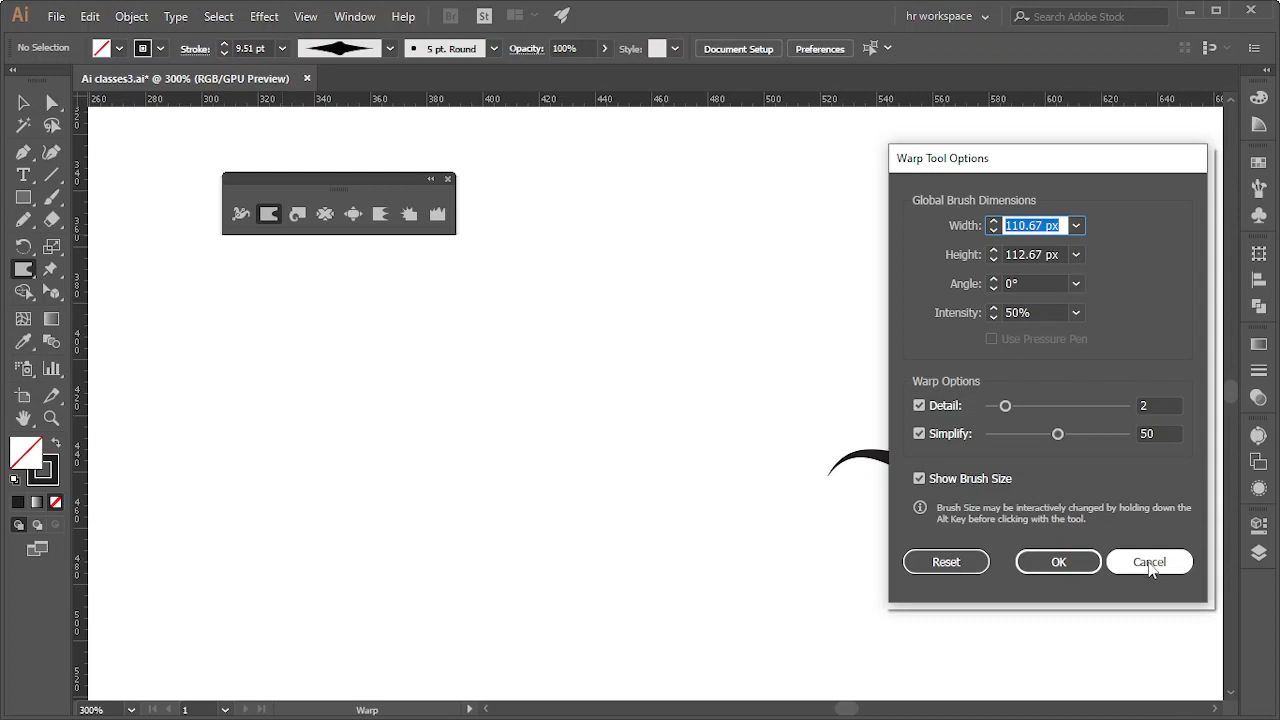 Ai File Edit Object Type Select Effect View Window Help Br St hr workspace Search Adobe Stock
No Selection Stroke: 9.51 pt 5 pt. Round Opacity: 100% Style: Document Setup Preferences
Ai classes3.ai* @ 300% (RGB/GPU Preview)
260 280 300 320 340 360 380 400 420 440 460 480 500 520 540 560 580 600 620 640
Warp Tool Options
Global Brush Dimensions
Width: 110.67 px
Height: 112.67 px
Angle: 0°
Intensity: 50%
Use Pressure Pen
Warp Options
Detail: 2
Simplify: 50
Show Brush Size
Brush Size may be interactively changed by holding down the
Alt Key before clicking with the tool.
Reset OK Cancel
300% 1 Warp